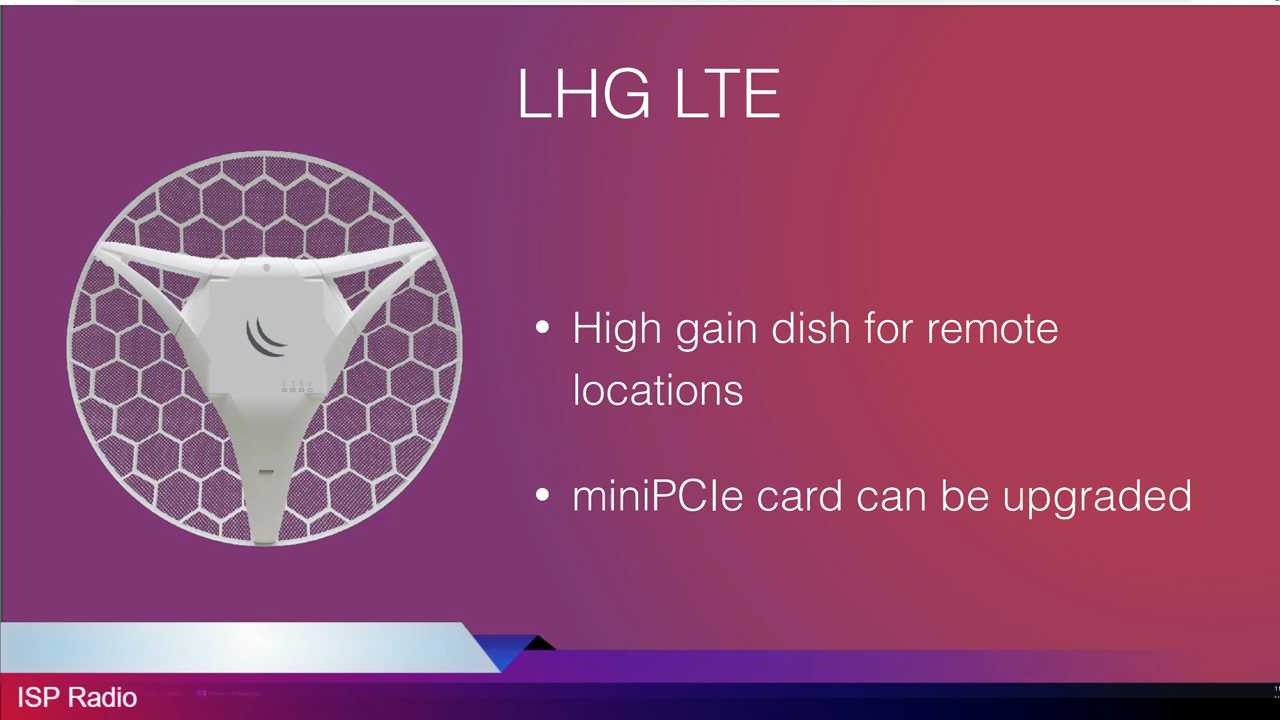 LHG LTE
• High gain dish for remote
locations
• miniPCIe card can be upgraded
ISP Radio